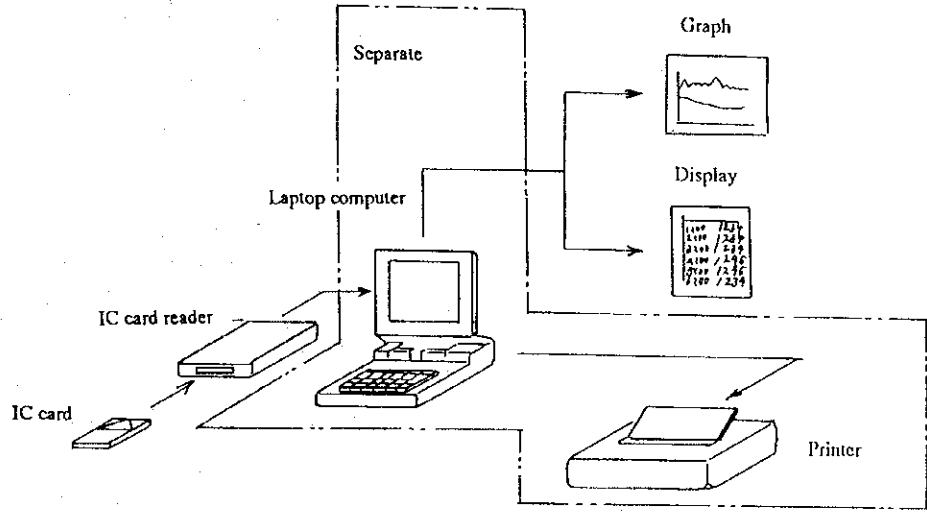 Graph
Separate
Display
Laptop computer
IC card reader
IC card
Printer